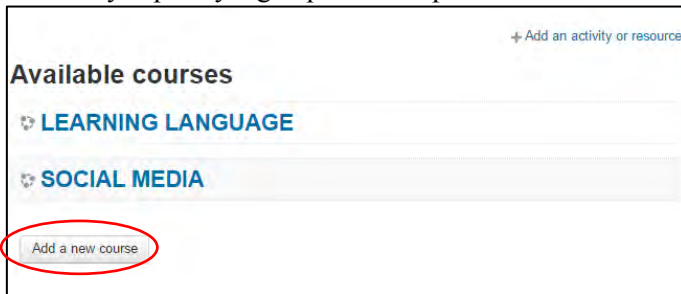 + Add an activity or resource
Available courses
LEARNING LANGUAGE
SOCIAL MEDIA
Add a new course